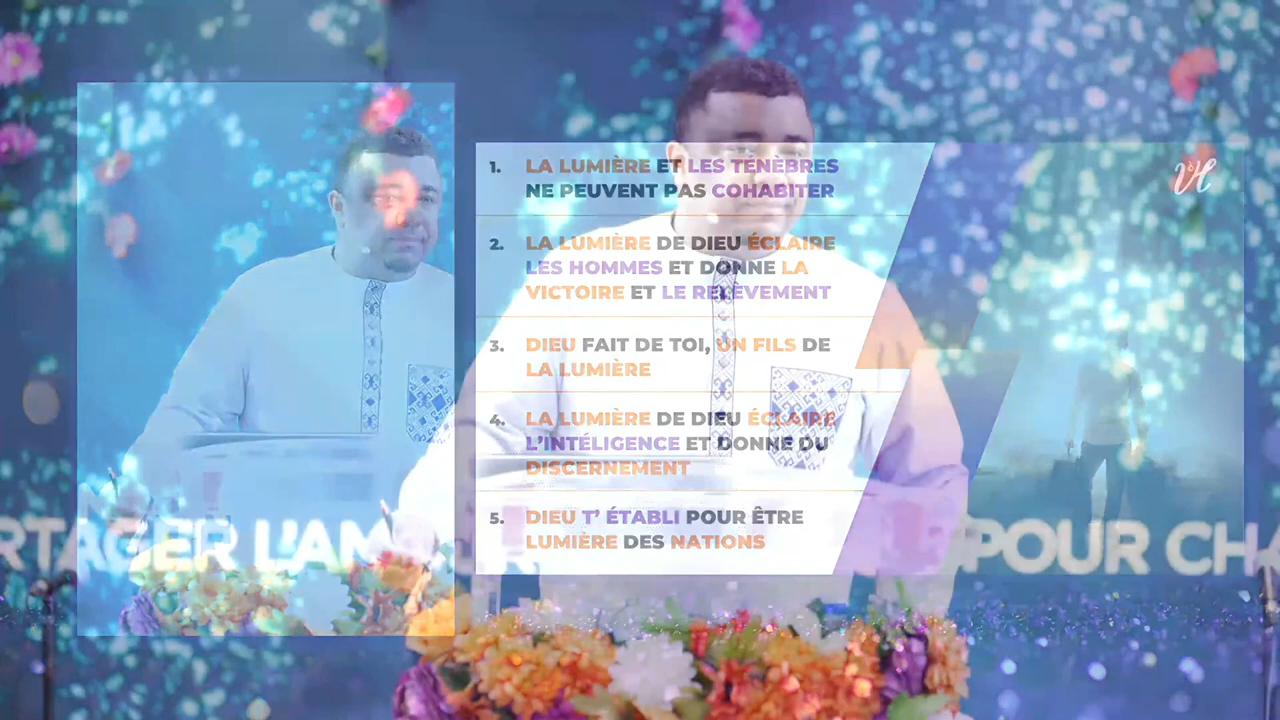 1. LA LUMIÈRE ET LES TÉNÈBRES
NE PEUVENT PAS COHABITER
2. LA LUMIÈRE DE DIEU ÉCLAIRE
LES HOMMES ET DONNE LA
VICTOIRE ET LE RELÈVEMENT
3. DIEU FAIT DE TOI, UN FILS DE
LA LUMIÈRE
4. LA LUMIÈRE DE DIEU ÉCLAIRE
L'INTÉLIGENCE ET DONNE DU
DISCERNEMENT
5. DIEU T' ÉTABLI POUR ÊTRE
LUMIÈRE DES NATIONS
POUR